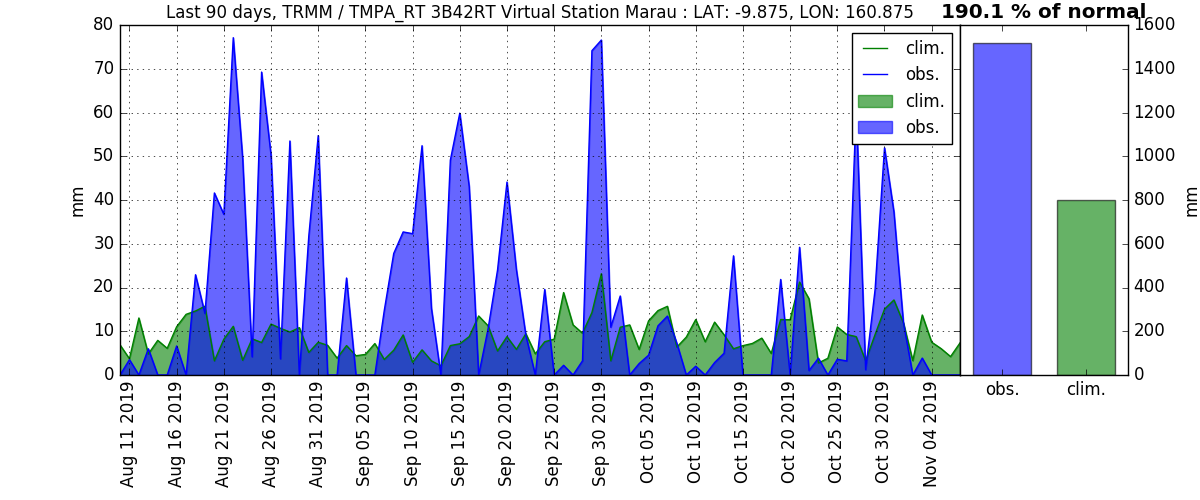 Last 90 days, TRMM / TMPA_RT 3B42RT Virtual Station Marau : LAT: -9.875, LON: 160.875
190.1 % of normal
80
70
60
50
40
30
20
10
0
mm
clim.
obs.
clim.
obs.
1600
1400
1200
1000
800
600
400
200
0
mm
Aug 11 2019
Aug 16 2019
Aug 21 2019
Aug 26 2019
Aug 31 2019
Sep 05 2019
Sep 10 2019
Sep 15 2019
Sep 20 2019
Sep 25 2019
Sep 30 2019
Oct 05 2019
Oct 10 2019
Oct 15 2019
Oct 20 2019
Oct 25 2019
Oct 30 2019
Nov 04 2019
obs.
clim.